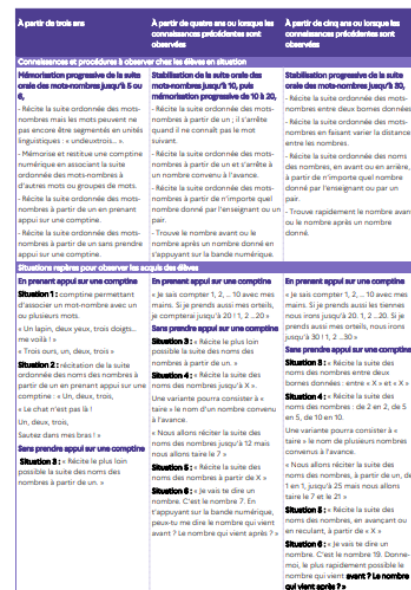 À partir de trois ans
À partir de quatre ans ou lorsque les
connaissances précédentes sont
observées
À partir de cinq ans ou lorsque les
connaissances précédentes sont
observées
Connaissances et procédures à observer chez les élèves en situation
Mémorisation progressive de la suite
orale des mots-nombres jusqu'à 5 ou
6,
- Récite la suite ordonnée des mots-
nombres mais les mots peuvent ne
pas encore être segmentés en unités
linguistiques : « undeuxtrois... ».
- Mémorise et restitue une comptine
numérique en associant la suite
ordonnée des mots-nombres à
d'autres mots ou groupes de mots.
- Récite la suite ordonnée des mots-
nombres à partir de un en prenant
appui sur une comptine.
- Récite la suite ordonnée des mots-
nombres à partir de un sans prendre
appui sur une comptine.
Stabilisation de la suite orale des
mots-nombres jusqu'à 10, puis
mémorisation progressive de 10 à 20,
- Récite la suite ordonnée des mots-
nombres à partir de un ; il s'arrête
quand il ne connaît pas le mot
suivant.
- Récite la suite ordonnée des mots-
nombres à partir de un et s'arrête à
un nombre convenu à l'avance.
- Récite la suite ordonnée des mots-
nombres à partir de n'importe quel
nombre donné par l'enseignant ou un
pair.
- Trouve le nombre avant ou le
nombre après un nombre donné en
s'appuyant sur la bande numérique.
Stabilisation progressive de la suite
orale des mots-nombres jusqu'à 30,
- Récite la suite ordonnée des mots-
nombres entre deux bornes données.
- Récite la suite ordonnée des mots-
nombres en faisant varier la distance
entre les nombres.
- Récite la suite ordonnée des noms
des nombres, en avant ou en arrière,
à partir de n'importe quel nombre
donné par l'enseignant ou par un
pair.
- Trouve rapidement le nombre avant
ou le nombre après un nombre
donné.
Situations repères pour observer les acquis des élèves
En prenant appui sur une comptine
Situation 1 : comptine permettant
d'associer un mot-nombre avec un
ou plusieurs mots.
« Un lapin, deux yeux, trois doigts...
me voilà ! »
« Trois ours, un, deux, trois »
Situation 2 : récitation de la suite
ordonnée des noms des nombres à
partir de un en prenant appui sur une
comptine : « Un, deux, trois,
« Le chat n'est pas là !
Un, deux, trois,
Sautez dans mes bras ! »
Sans prendre appui sur une comptine
Situation 3 : « Récite le plus loin
possible la suite des noms des
nombres à partir de un. »
En prenant appui sur une comptine
« Je sais compter 1, 2, ... 10 avec mes
mains. Si je prends aussi mes orteils,
je compterai jusqu'à 20 ! 1, 2 ...20 »
Sans prendre appui sur une comptine
Situation 3 : « Récite le plus loin
possible la suite des noms des
nombres à partir de un. »
Situation 4 : « Récite la suite des
noms des nombres jusqu'à X ».
Une variante pourra consister à «
taire » le nom d'un nombre convenu
à l'avance.
« Nous allons réciter la suite des
noms des nombres jusqu'à 12 mais
nous allons taire le 7 »
Situation 5 : « Récite la suite des
noms des nombres à partir de X »
Situation 6 : « Je vais te dire un
nombre. C'est le nombre 7. En
t'appuyant sur la bande numérique,
peux-tu me dire le nombre qui vient
avant ? Le nombre qui vient après ? »
En prenant appui sur une comptine
« Je sais compter 1, 2, ... 10 avec mes
mains. Si je prends aussi les tiennes
nous irons jusqu'à 20. 1, 2 ...20. Si je
prends aussi mes orteils, nous irons
jusqu'à 30 ! 1, 2 ...30 »
Sans prendre appui sur une comptine
Situation 3 : « Récite la suite des
noms des nombres entre deux
bornes données : entre « X » et « X »
Situation 4 : « Récite la suite des
noms des nombres : de 2 en 2, de 5
en 5, de 10 en 10.
Une variante pourra consister à «
taire » le nom de plusieurs nombres
convenus à l'avance.
« Nous allons réciter la suite des
noms des nombres, à partir de un, de
1 en 1, jusqu'à 25 mais nous allons
taire le 7 et le 21 »
Situation 5 : « Récite la suite des
noms des nombres, en avançant ou
en reculant, à partir de « X »
Situation 6 : « Je vais te dire un
nombre. C'est le nombre 19. Donne-
moi, le plus rapidement possible le
nombre qui vient avant ? Le nombre
qui vient après ? »